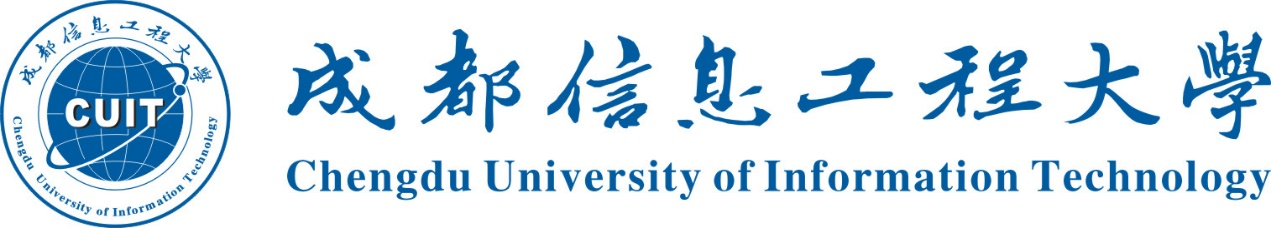 成都信息工程大學
CUIT
Chengdu University of Information Technology
成都信息工程大學
Chengdu University of Information Technology